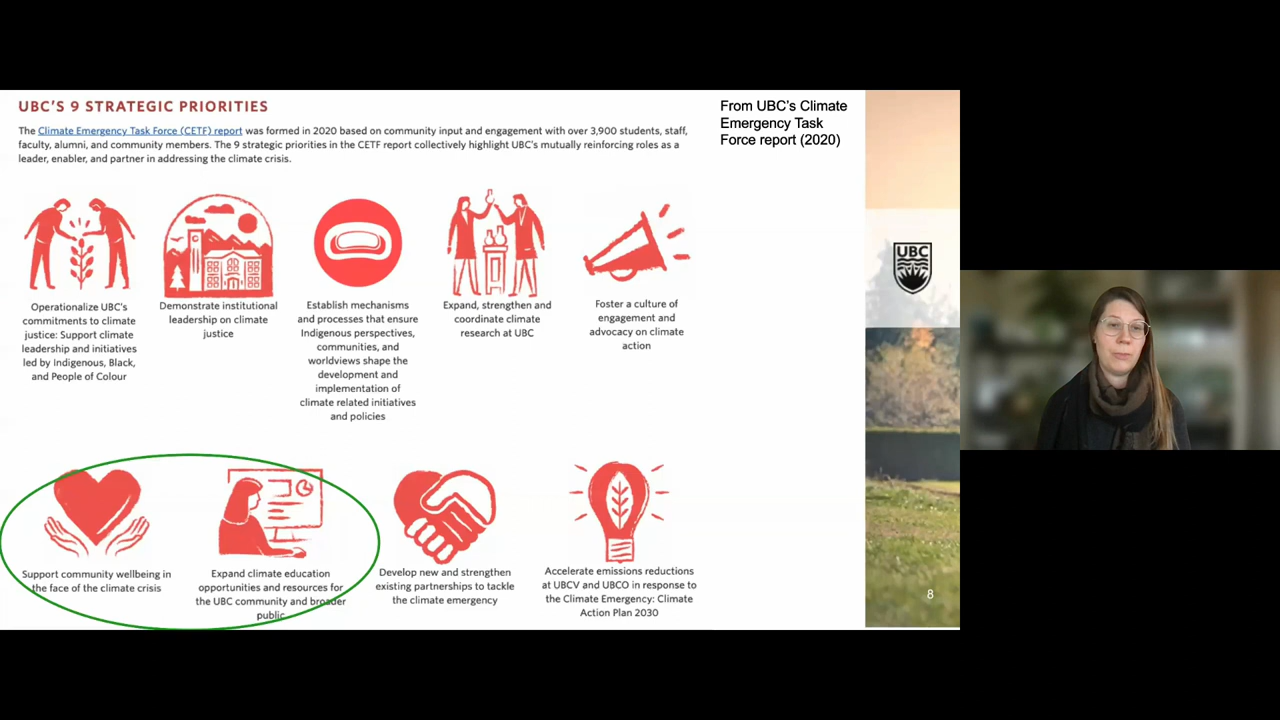 UBC'S 9 STRATEGIC PRIORITIES
The Climate Emergency Task Force (CETF) report was formed in 2020 based on community input and engagement with over 3,900 students, staff,
faculty, alumni, and community members. The 9 strategic priorities in the CETF report collectively highlight UBC's mutually reinforcing roles as a
leader, enabler, and partner in addressing the climate crisis.
From UBC's Climate
Emergency Task
Force report (2020)
UBC
Operationalize UBC's
commitments to climate
justice: Support climate
leadership and initiatives
led by Indigenous, Black,
and People of Colour
Demonstrate institutional
leadership on climate
justice
Establish mechanisms
and processes that ensure
Indigenous perspectives,
communities, and
worldviews shape the
development and
implementation of
climate related initiatives
and policies
Expand, strengthen and
coordinate climate
research at UBC
Foster a culture of
engagement and
advocacy on climate
action
Support community wellbeing in
the face of the climate crisis
Expand climate education
opportunities and resources for
the UBC community and broader
public
Develop new and strengthen
existing partnerships to tackle
the climate emergency
Accelerate emissions reductions
at UBCV and UBCO in response to
the Climate Emergency: Climate
Action Plan 2030
8